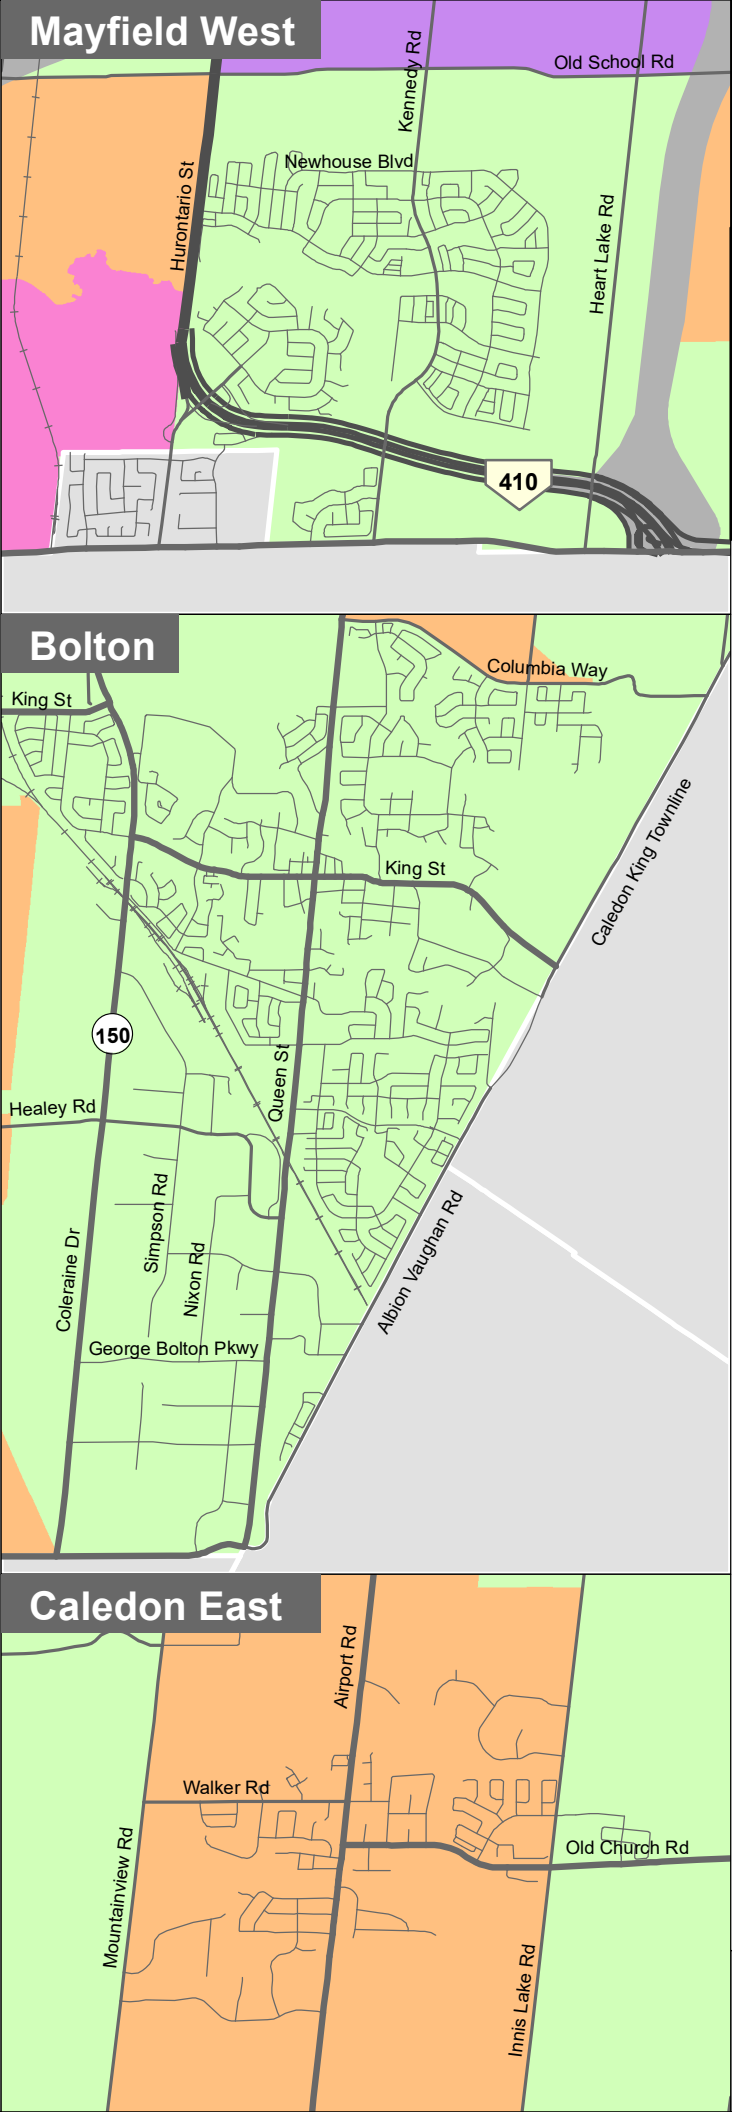 Mayfield West
Kennedy Rd
Old School Rd
Newhouse Blvd
Hurontario St
Heart Lake Rd
410
Bolton
Columbia Way
King St
Caledon King Townline
King St
150
Queen St
Healey Rd
Simpson Rd
Nixon Rd
Coleraine Dr
Albion Vaughan Rd
George Bolton Pkwy
Caledon East
Airport Rd
Walker Rd
Mountainview Rd
Old Church Rd
Innis Lake Rd